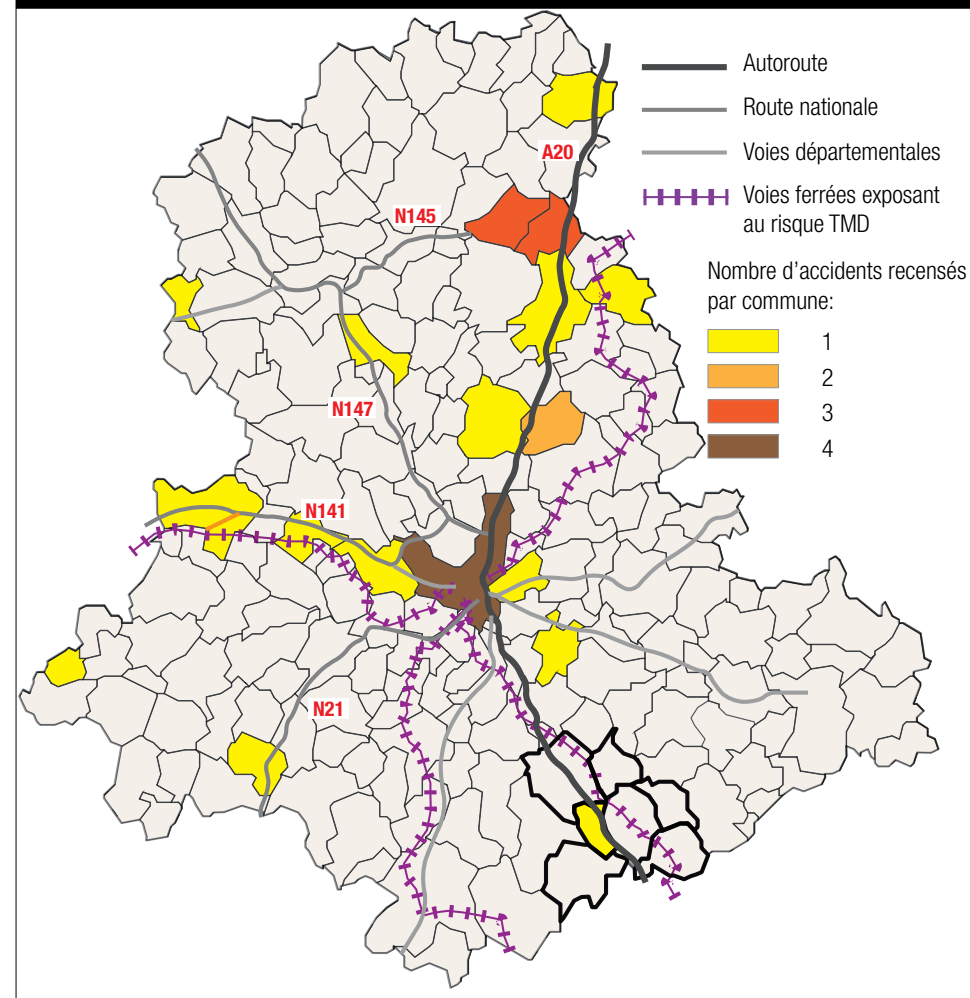 Autoroute
Route nationale
A20
Voies départementales
Voies ferrées exposant
au risque TMD
N145
Nombre d’accidents recensés
par commune:
1
2
N147
3
4
N141
N21